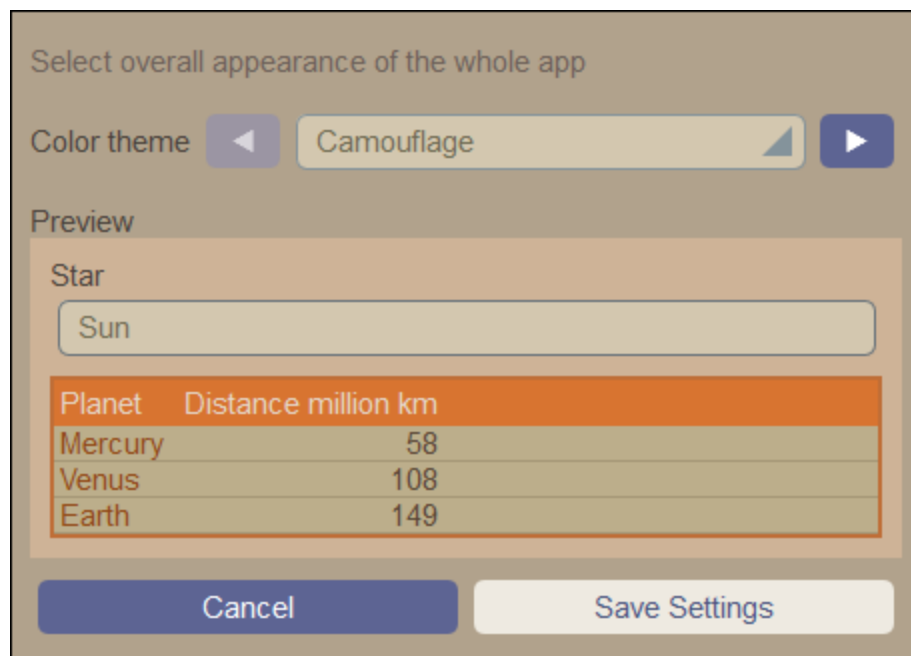 Select overall appearance of the whole app
Color theme Camouflage
Preview
Star
Sun
Planet Distance million km
Mercury 58
Venus 108
Earth 149
Cancel Save Settings